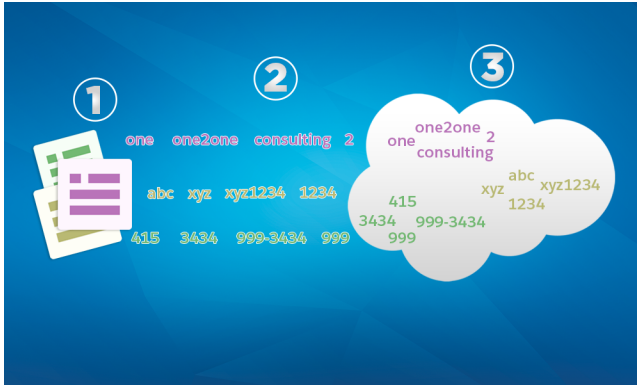 1
2
3
one one2one consulting 2
abc xyz xyz1234 1234
415 3434 999-3434 999
one2one
one 2
consulting
abc
xyz xyz1234
1234
415
3434 999-3434
999